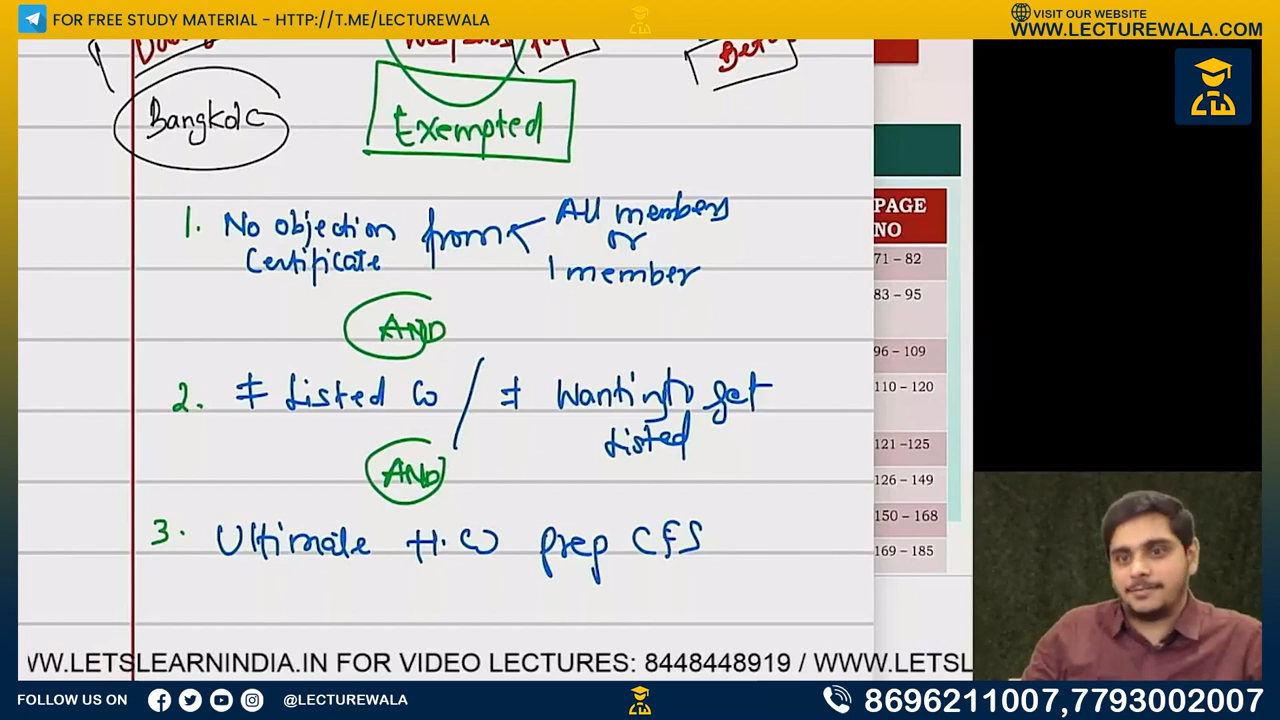 FOR FREE STUDY MATERIAL - HTTP://T.ME/LECTUREWALA
VISIT OUR WEBSITE
WWW.LECTUREWALA.COM
Bangkok
Exempted
1. No objection Certificate from All members or 1 member
AND
2. ≠ Listed Co / ≠ Wanting to get Listed
AND
3. Ultimate H.Co prep CFS
PAGE
NO
71 – 82
83 – 95
96 – 109
110 – 120
121 –125
126 – 149
150 – 168
169 – 185
WW.LETSLEARNINDIA.IN FOR VIDEO LECTURES: 8448448919 / WWW.LETSL
FOLLOW US ON
@LECTUREWALA
8696211007,7793002007